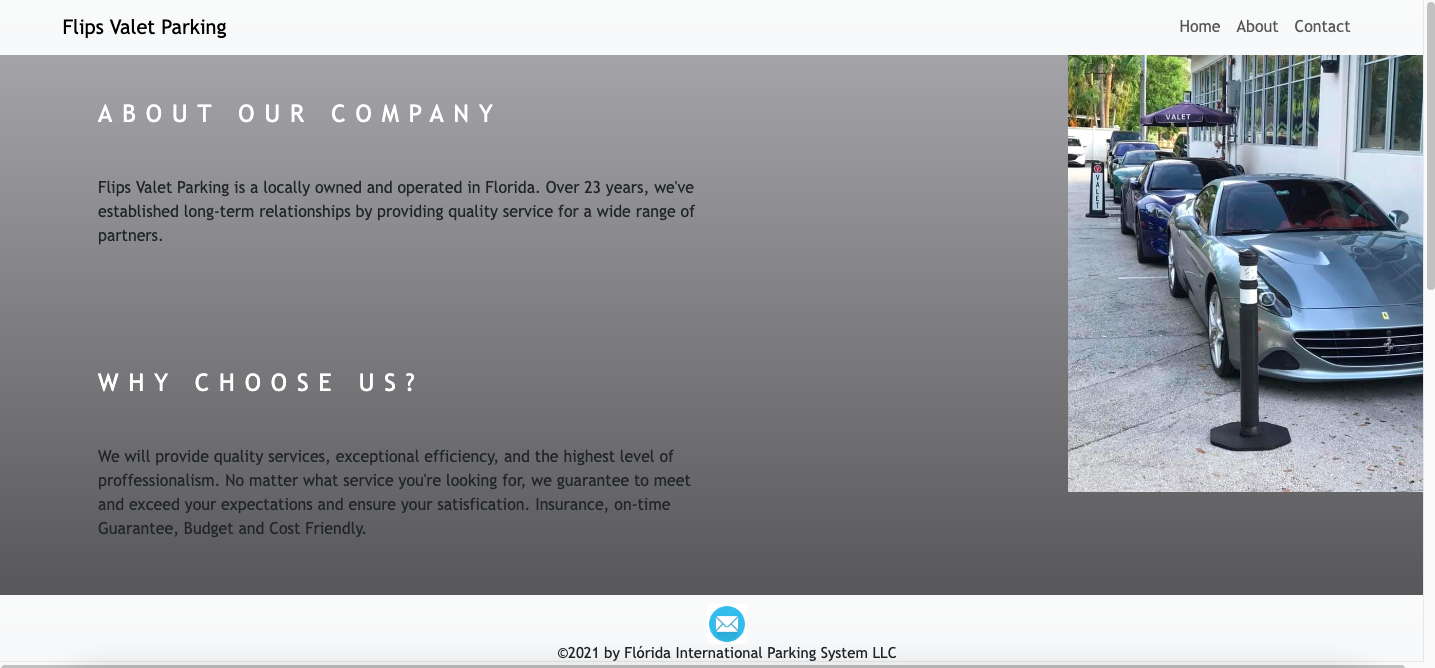 Flips Valet Parking
Home About Contact
ABOUT OUR COMPANY
Flips Valet Parking is a locally owned and operated in Florida. Over 23 years, we've
established long-term relationships by providing quality service for a wide range of
partners.
VALET
VALET
WHY CHOOSE US?
We will provide quality services, exceptional efficiency, and the highest level of
proffessionalism. No matter what service you're looking for, we guarantee to meet
and exceed your expectations and ensure your satisfication. Insurance, on-time
Guarantee, Budget and Cost Friendly.
©2021 by Flórida International Parking System LLC